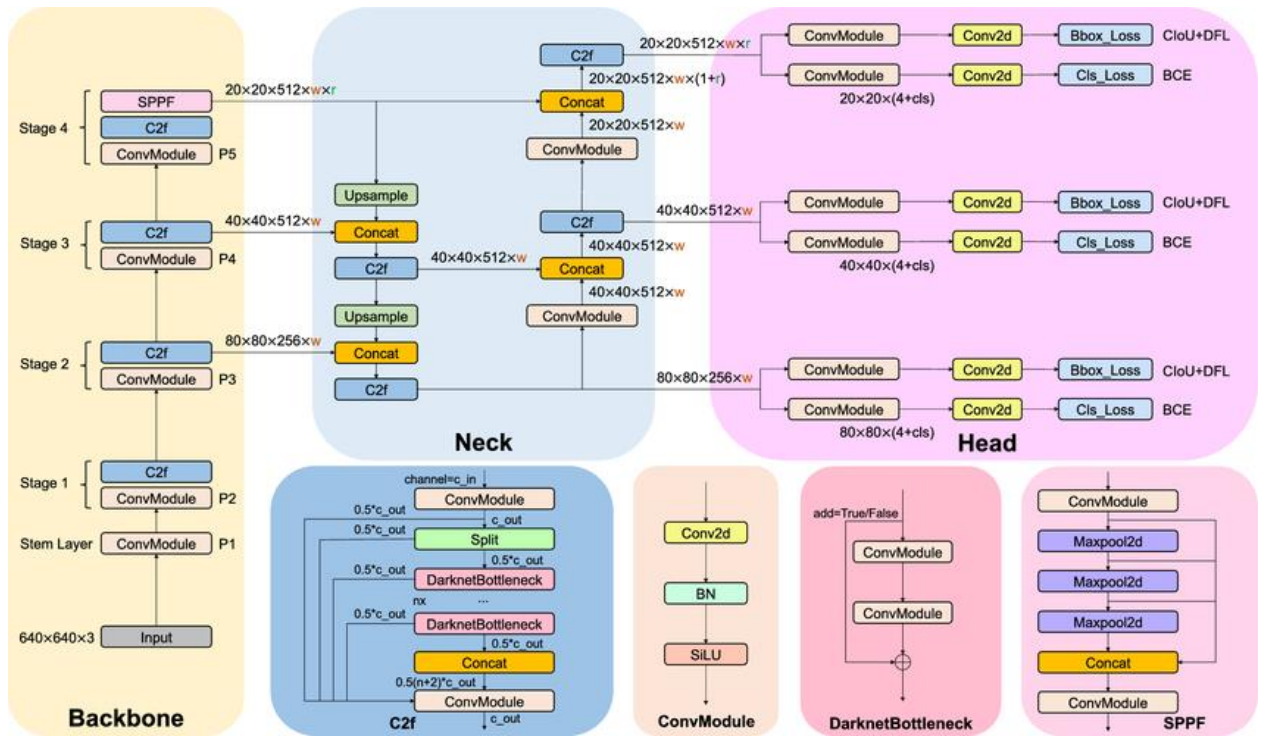 Stage 4
SPPF
C2f
ConvModule
P5
Stage 3
C2f
ConvModule
P4
Stage 2
C2f
ConvModule
P3
Stage 1
C2f
ConvModule
P2
Stem Layer
ConvModule
P1
640×640×3
Input
Backbone
20×20×512×w×r
40×40×512×w
80×80×256×w
Upsample
Concat
C2f
Upsample
Concat
C2f
40×40×512×w
C2f
20×20×512×w×(1+r)
Concat
20×20×512×w
ConvModule
C2f
40×40×512×w
Concat
40×40×512×w
ConvModule
Neck
20×20×512×w×r
ConvModule
Conv2d
Bbox_Loss
CIoU+DFL
ConvModule
Conv2d
Cls_Loss
BCE
20×20×(4+cls)
40×40×512×w
ConvModule
Conv2d
Bbox_Loss
CIoU+DFL
ConvModule
Conv2d
Cls_Loss
BCE
40×40×(4+cls)
80×80×256×w
ConvModule
Conv2d
Bbox_Loss
CIoU+DFL
ConvModule
Conv2d
Cls_Loss
BCE
80×80×(4+cls)
Head
channel=c_in
ConvModule
0.5*c_out
c_out
0.5*c_out
Split
0.5*c_out
0.5*c_out
DarknetBottleneck
nx
...
0.5*c_out
DarknetBottleneck
0.5*c_out
Concat
0.5(n+2)*c_out
ConvModule
C2f
c_out
Conv2d
BN
SiLU
ConvModule
add=True/False
ConvModule
ConvModule
DarknetBottleneck
ConvModule
Maxpool2d
Maxpool2d
Maxpool2d
Concat
ConvModule
SPPF